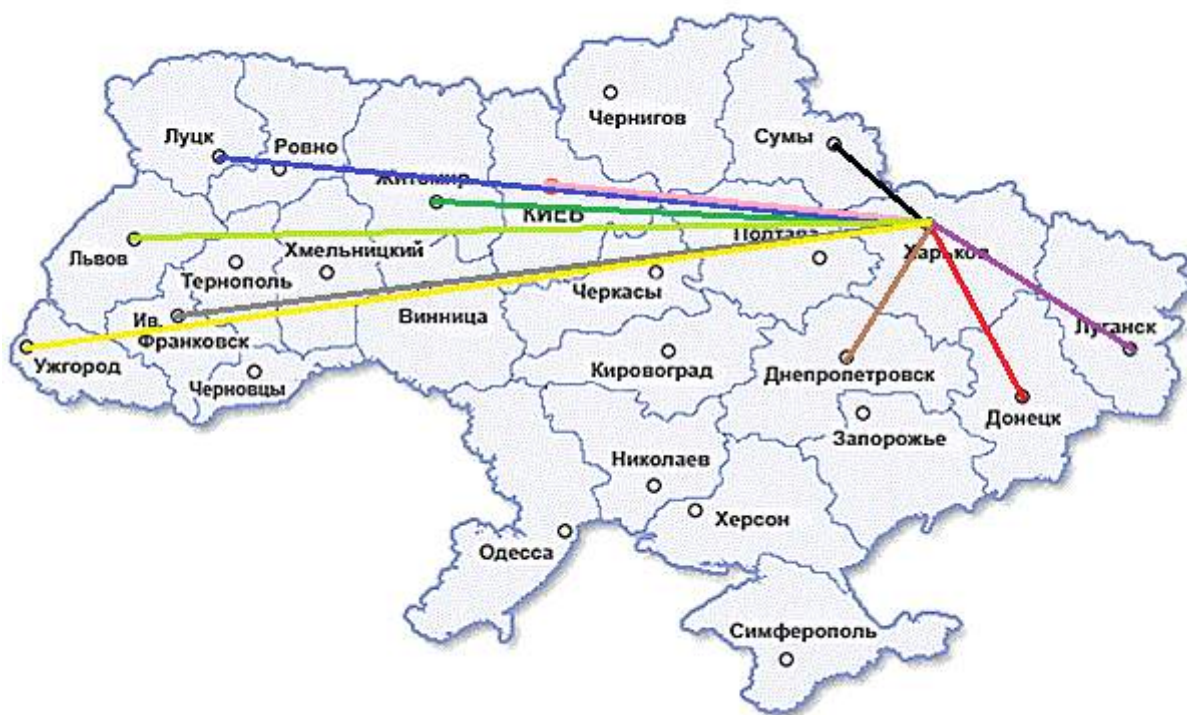 Чернигов
Луцк
Ровно
Сумы
Житомир
КИЕВ
Полтава
Харьков
Львов
Хмельницкий
Тернополь
Черкасы
Ив.
Франковск
Винница
Луганск
Ужгород
Черновцы
Кировоград
Днепропетровск
Донецк
Запорожье
Николаев
Херсон
Одесса
Симферополь